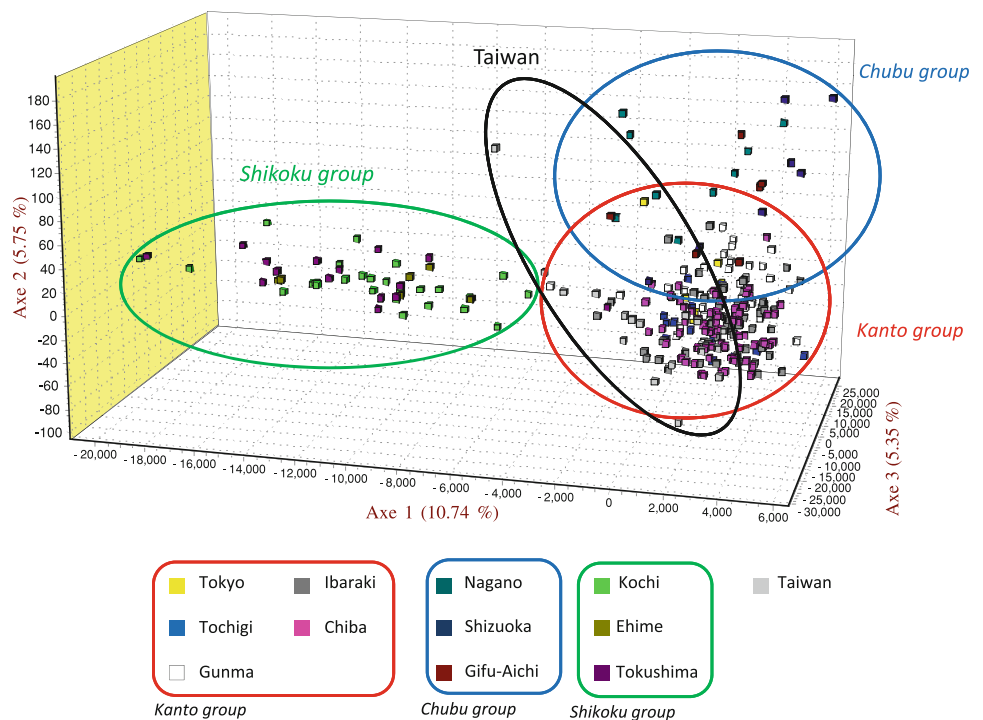 Taiwan
Chubu group
Shikoku group
Kanto group
Axe 2 (5.75 %)
180
160
140
120
100
80
60
40
20
0
-20
-40
-60
-80
-100
-20,000
-18,000
-16,000
-14,000
-12,000
-10,000
-8,000
-6,000
-4,000
-2,000
0
2,000
4,000
6,000
Axe 1 (10.74 %)
25,000
20,000
15,000
10,000
5,000
0
-5,000
-10,000
-15,000
-20,000
-25,000
-30,000
Axe 3 (5.35 %)
Tokyo
Ibaraki
Tochigi
Chiba
Gunma
Kanto group
Nagano
Shizuoka
Gifu-Aichi
Chubu group
Kochi
Ehime
Tokushima
Shikoku group
Taiwan